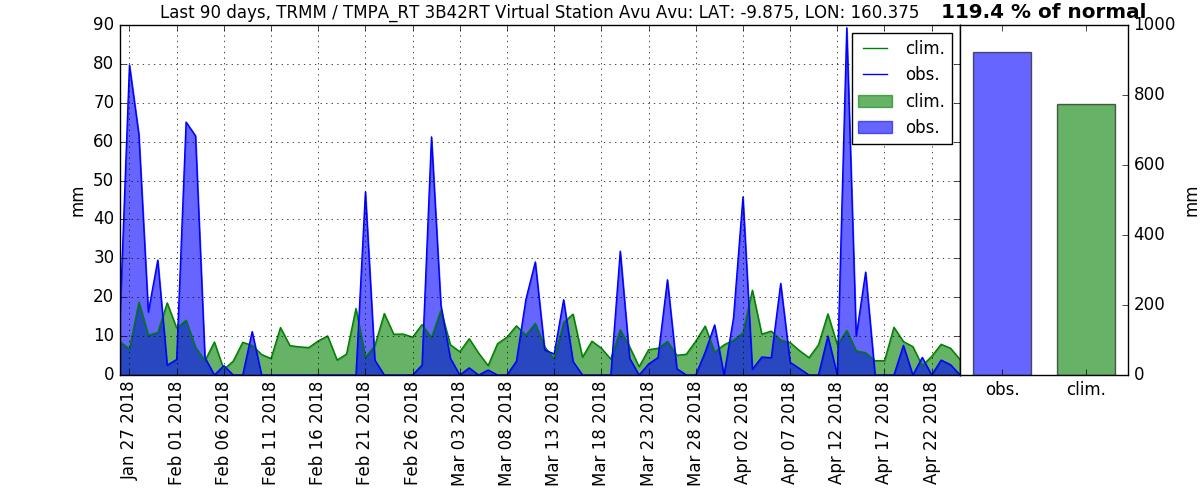 Last 90 days, TRMM / TMPA_RT 3B42RT Virtual Station Avu Avu: LAT: -9.875, LON: 160.375
119.4 % of normal
90
80
70
60
50
40
30
20
10
0
mm
clim.
obs.
clim.
obs.
Jan 27 2018
Feb 01 2018
Feb 06 2018
Feb 11 2018
Feb 16 2018
Feb 21 2018
Feb 26 2018
Mar 03 2018
Mar 08 2018
Mar 13 2018
Mar 18 2018
Mar 23 2018
Mar 28 2018
Apr 02 2018
Apr 07 2018
Apr 12 2018
Apr 17 2018
Apr 22 2018
1000
800
600
400
200
0
mm
obs.
clim.